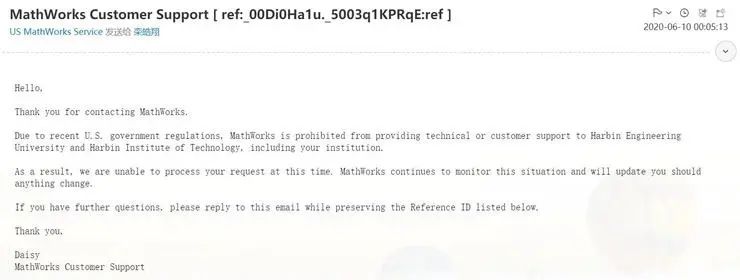 MathWorks Customer Support [ ref:_00Di0Ha1u._5003q1KPRqE:ref ]
US MathWorks Service 发送给 栾皓翔
2020-06-10 00:05:13
Hello,
Thank you for contacting MathWorks.
Due to recent U.S. government regulations, MathWorks is prohibited from providing technical or customer support to Harbin Engineering
University and Harbin Institute of Technology, including your institution.
As a result, we are unable to process your request at this time. MathWorks continues to monitor this situation and will update you should
anything change.
If you have further questions, please reply to this email while preserving the Reference ID listed below.
Thank you,
Daisy
MathWorks Customer Support